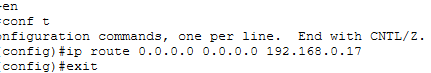 >en
conf t
onfiguration commands, one per line.  End with CNTL/Z.
(config)#ip route 0.0.0.0 0.0.0.0 192.168.0.17
(config)#exit